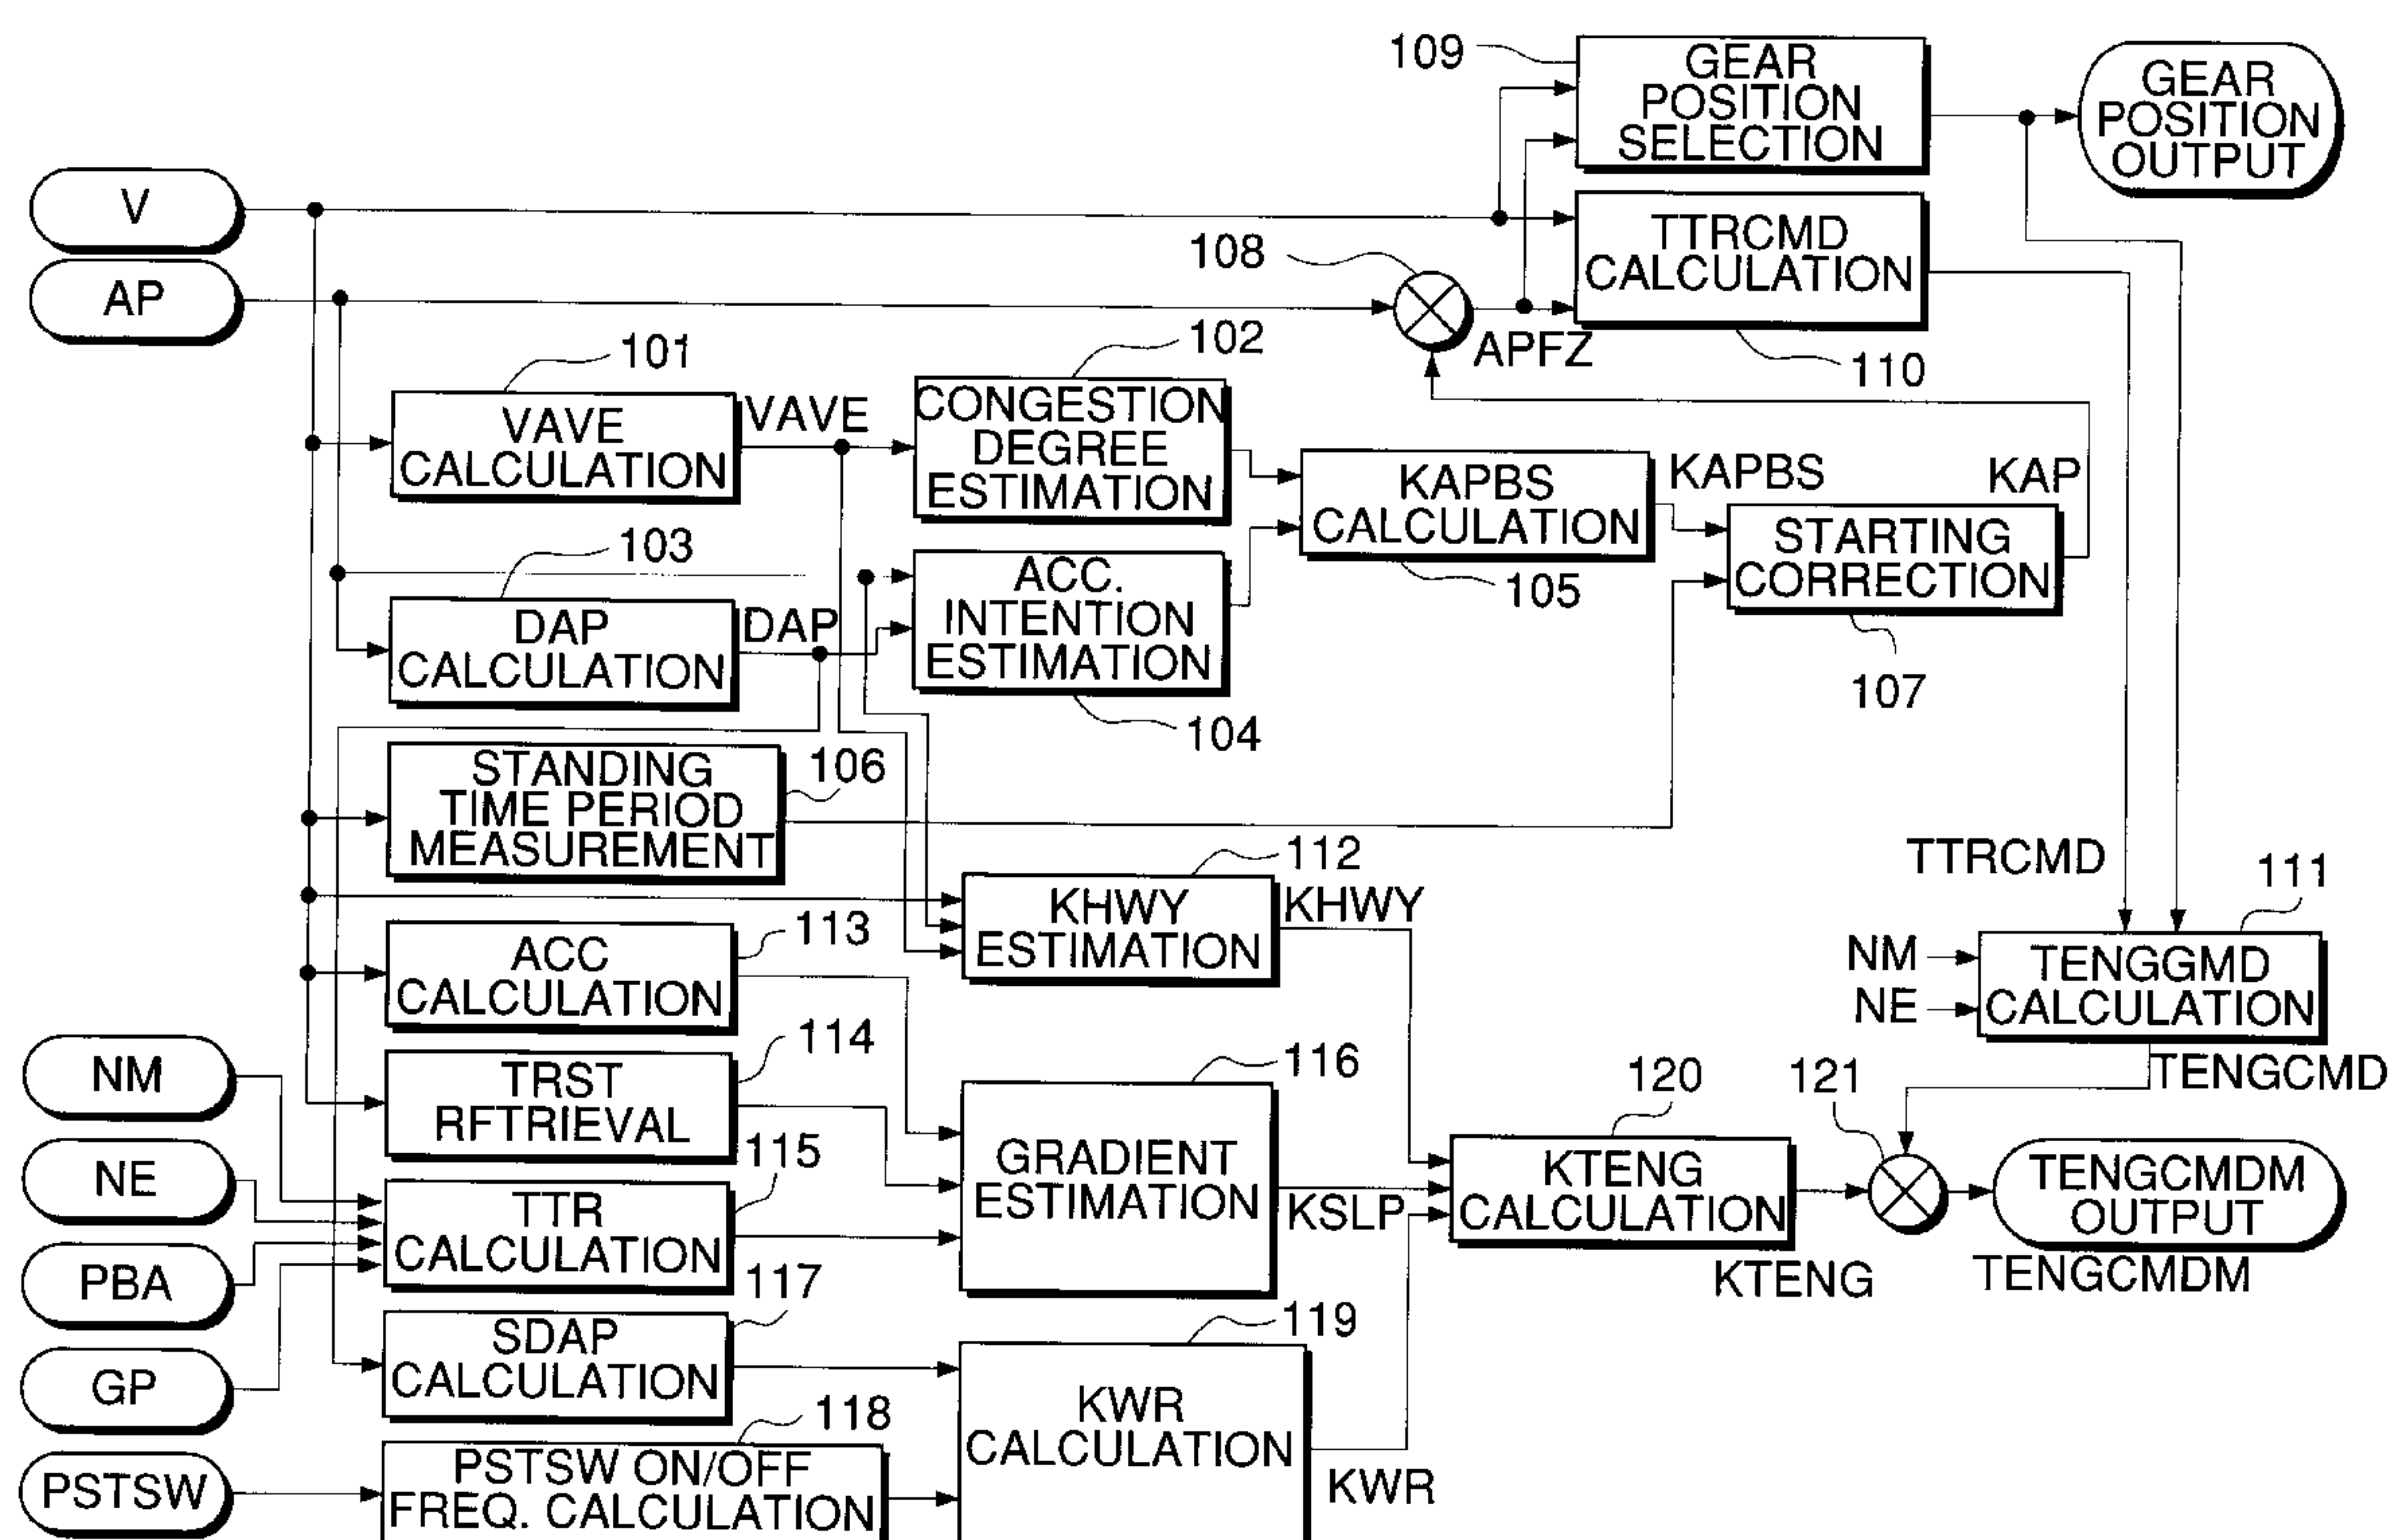 109
GEAR
POSITION
SELECTION
GEAR
POSITION
OUTPUT
V
108
TTRCMD
CALCULATION
AP
APFZ
110
101
102
VAVE
CALCULATION
VAVE
CONGESTION
DEGREE
ESTIMATION
KAPBS
CALCULATION
KAPBS
KAP
103
105
STARTING
CORRECTION
DAP
CALCULATION
DAP
ACC.
INTENTION
ESTIMATION
107
104
STANDING
TIME PERIOD
MEASUREMENT
106
112
TTRCMD
111
KHWY
ESTIMATION
KHWY
113
ACC
CALCULATION
NM
NE
TENGGMD
CALCULATION
TENGCMD
NM
114
TRST
RFTRIEVAL
116
120
121
NE
115
TTR
CALCULATION
GRADIENT
ESTIMATION
KSLP
KTENG
CALCULATION
TENGCMDM
OUTPUT
PBA
117
KTENG
TENGCMDM
SDAP
CALCULATION
119
GP
118
KWR
CALCULATION
PSTSW
PSTSW ON/OFF
FREQ. CALCULATION
KWR